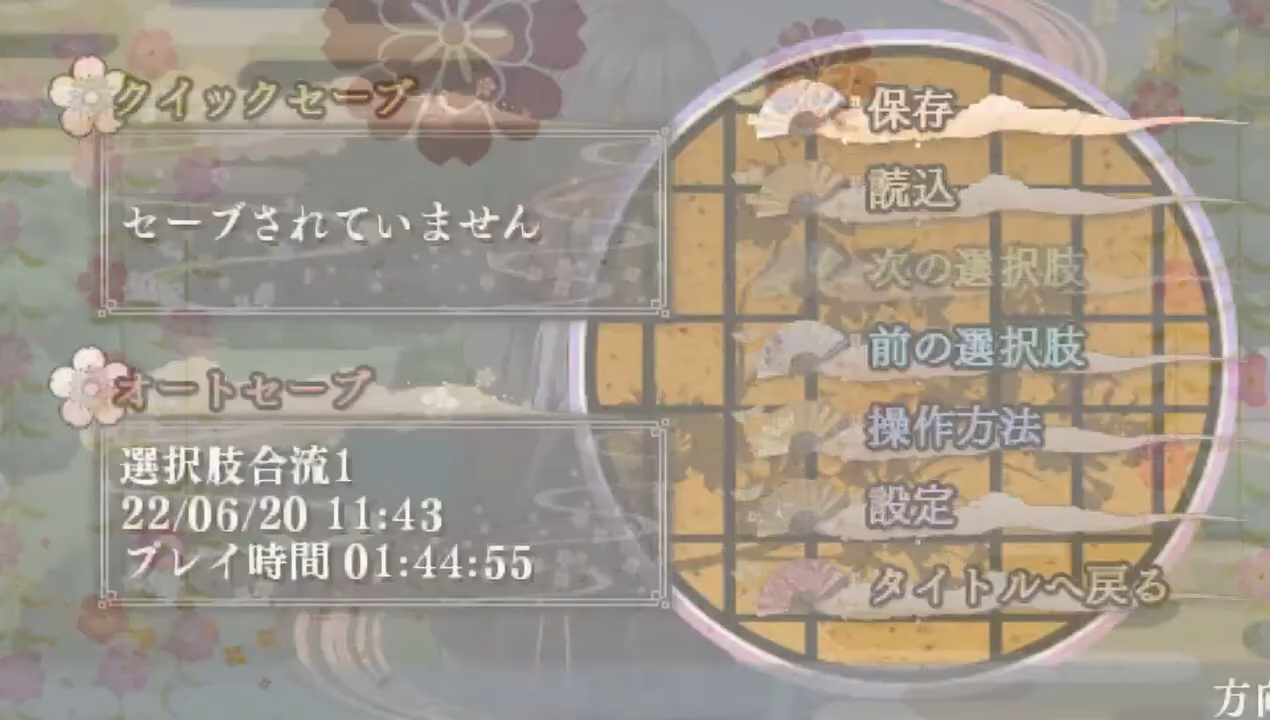 クイックセーブ
セーブされていません
オートセーブ
選択肢合流1
22/06/20 11:43
プレイ時間 01:44:55
保存
読込
次の選択肢
前の選択肢
操作方法
設定
タイトルへ戻る
方向